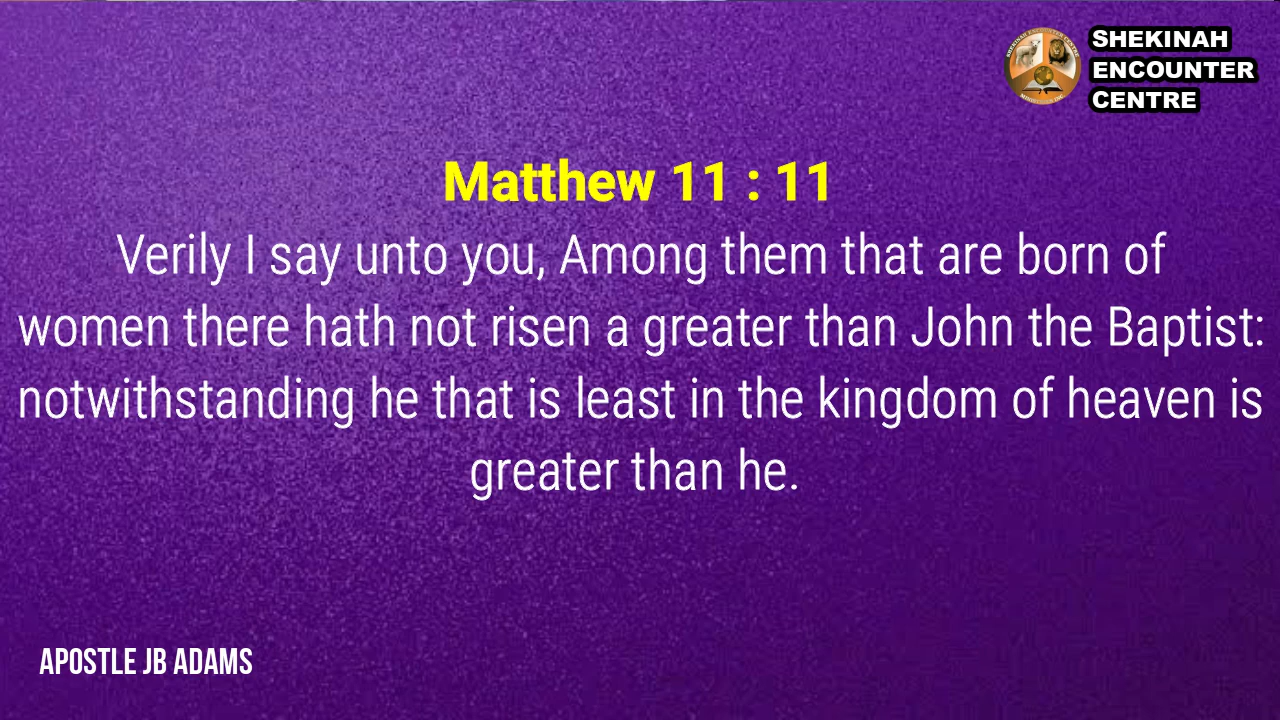 SHEKINAH
ENCOUNTER
CENTRE
Matthew 11 : 11
Verily I say unto you, Among them that are born of
women there hath not risen a greater than John the Baptist:
notwithstanding he that is least in the kingdom of heaven is
greater than he.
APOSTLE JB ADAMS